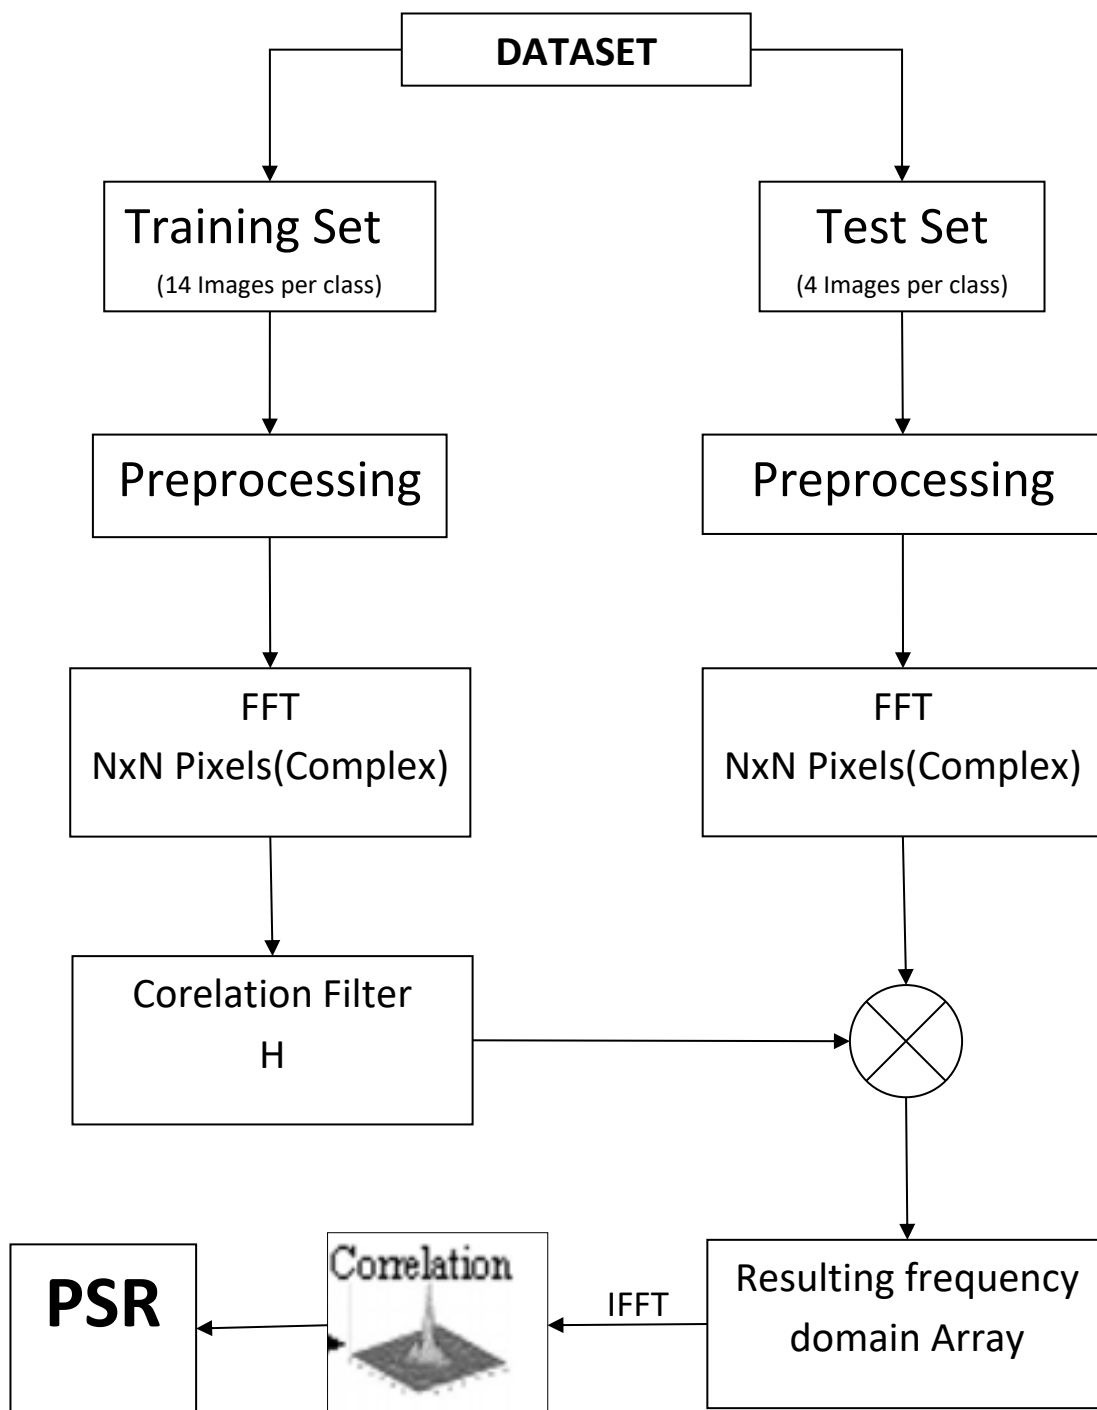 DATASET
Training Set
(14 Images per class)
Test Set
(4 Images per class)
Preprocessing
Preprocessing
FFT
NxN Pixels(Complex)
FFT
NxN Pixels(Complex)
Corelation Filter
H
Resulting frequency
domain Array
IFFT
Correlation
PSR